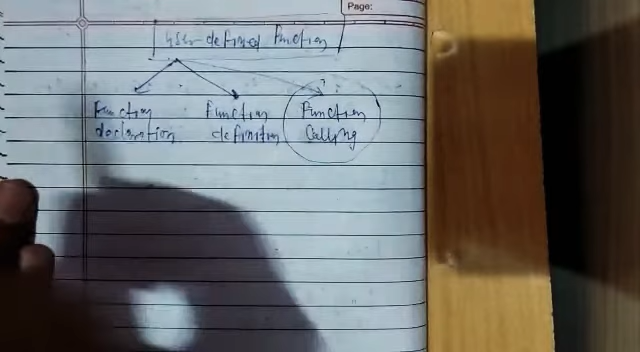 Page:
User-defined Function
Function declaration
Function definition
Function Calling